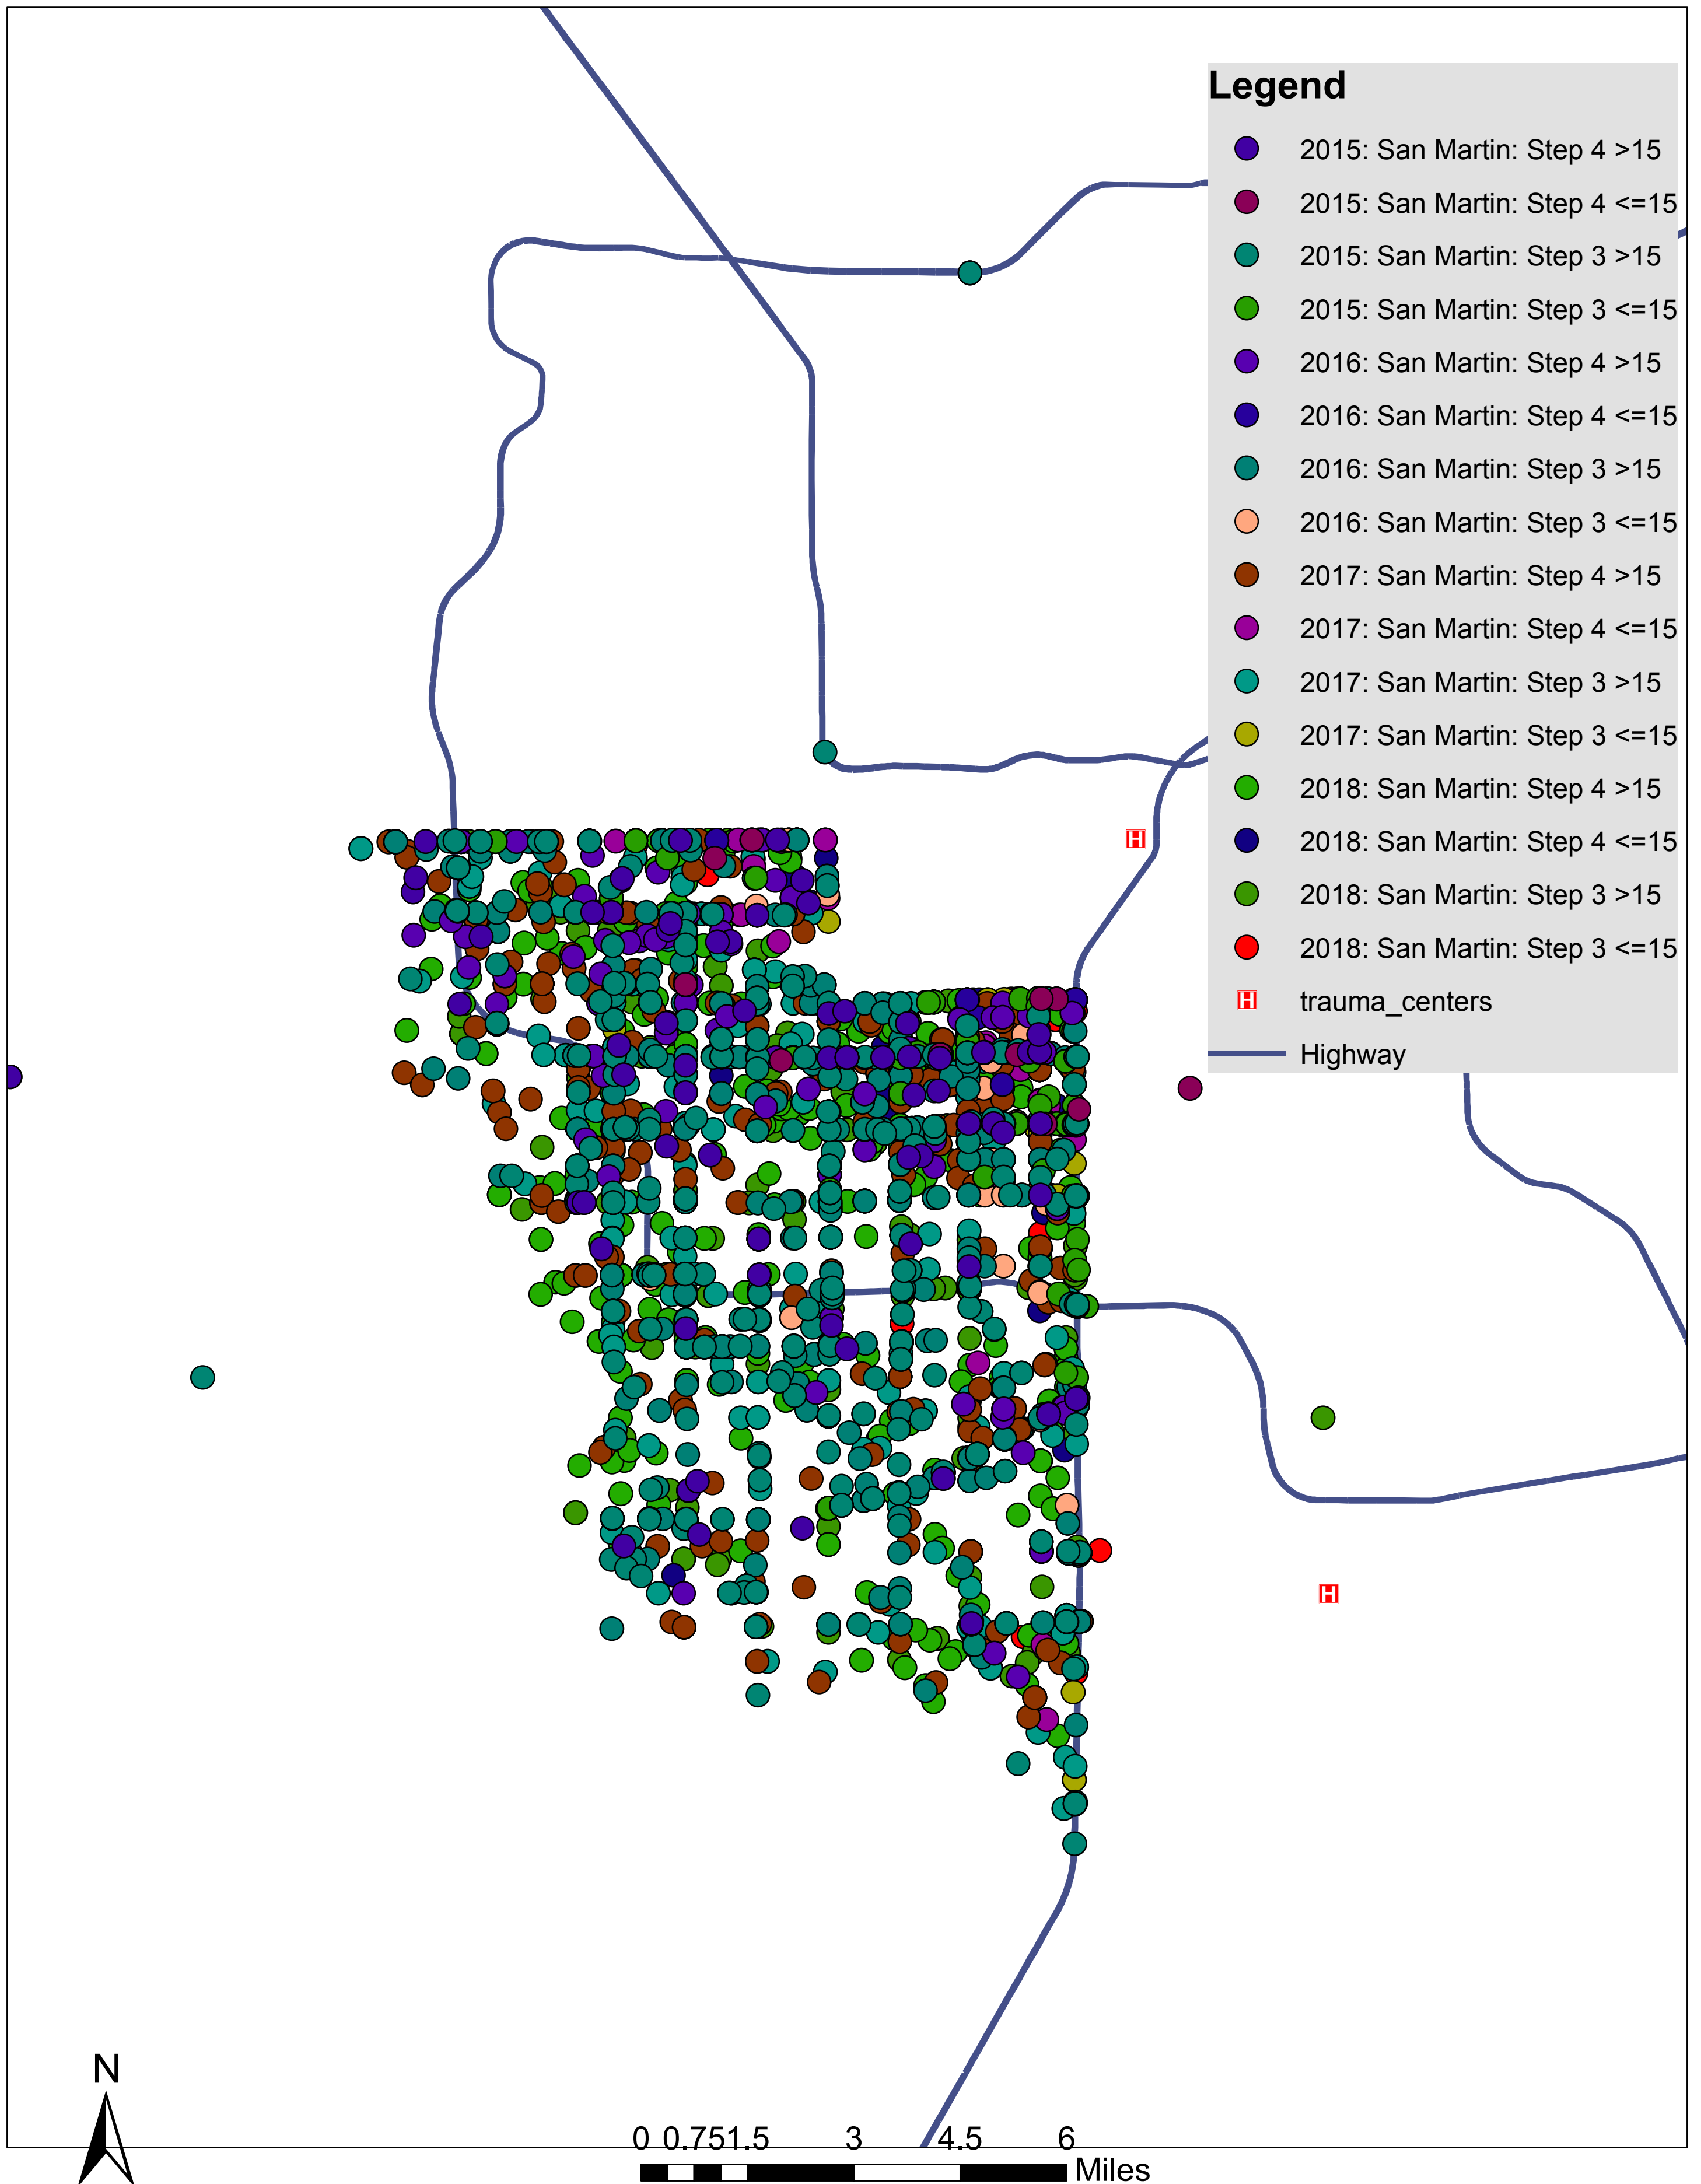 Legend
2015: San Martin: Step 4 >15
2015: San Martin: Step 4 <=15
2015: San Martin: Step 3 >15
2015: San Martin: Step 3 <=15
2016: San Martin: Step 4 >15
2016: San Martin: Step 4 <=15
2016: San Martin: Step 3 >15
2016: San Martin: Step 3 <=15
2017: San Martin: Step 4 >15
2017: San Martin: Step 4 <=15
2017: San Martin: Step 3 >15
2017: San Martin: Step 3 <=15
2018: San Martin: Step 4 >15
2018: San Martin: Step 4 <=15
2018: San Martin: Step 3 >15
2018: San Martin: Step 3 <=15
H trauma_centers
Highway
H
H
N
0 0.75 1.5 3 4.5 6
Miles